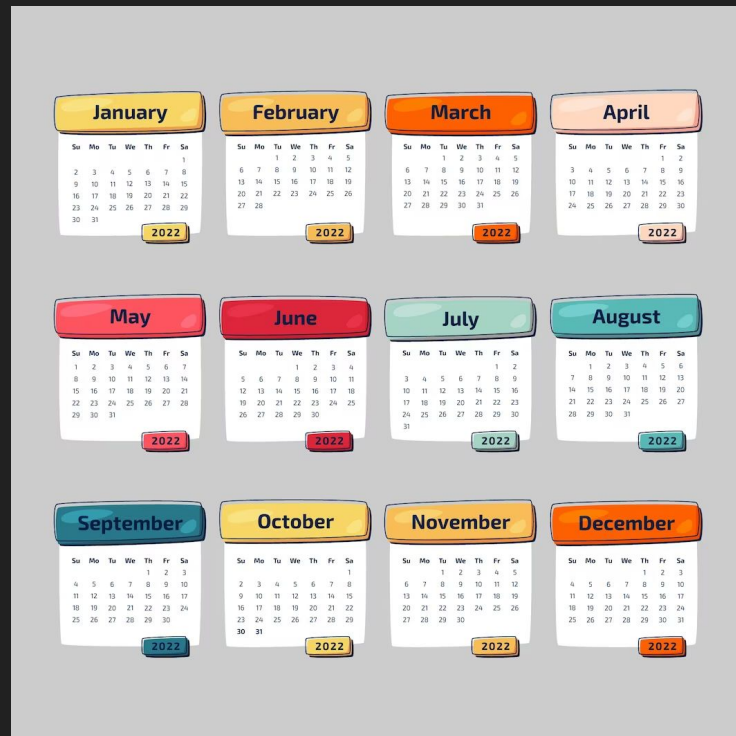 January
Su Mo Tu We Th Fr Sa
1
2 3 4 5 6 7 8
9 10 11 12 13 14 15
16 17 18 19 20 21 22
23 24 25 26 27 28 29
30 31
2022
February
Su Mo Tu We Th Fr Sa
1 2 3 4 5
6 7 8 9 10 11 12
13 14 15 16 17 18 19
20 21 22 23 24 25 26
27 28
2022
March
Su Mo Tu We Th Fr Sa
1 2 3 4 5
6 7 8 9 10 11 12
13 14 15 16 17 18 19
20 21 22 23 24 25 26
27 28 29 30 31
2022
April
Su Mo Tu We Th Fr Sa
1 2
3 4 5 6 7 8 9
10 11 12 13 14 15 16
17 18 19 20 21 22 23
24 25 26 27 28 29 30
2022
May
Su Mo Tu We Th Fr Sa
1 2 3 4 5 6 7
8 9 10 11 12 13 14
15 16 17 18 19 20 21
22 23 24 25 26 27 28
29 30 31
2022
June
Su Mo Tu We Th Fr Sa
1 2 3 4
5 6 7 8 9 10 11
12 13 14 15 16 17 18
19 20 21 22 23 24 25
26 27 28 29 30
2022
July
Su Mo Tu We Th Fr Sa
1 2
3 4 5 6 7 8 9
10 11 12 13 14 15 16
17 18 19 20 21 22 23
24 25 26 27 28 29 30
31
2022
August
Su Mo Tu We Th Fr Sa
1 2 3 4 5 6
7 8 9 10 11 12 13
14 15 16 17 18 19 20
21 22 23 24 25 26 27
28 29 30 31
2022
September
Su Mo Tu We Th Fr Sa
1 2 3
4 5 6 7 8 9 10
11 12 13 14 15 16 17
18 19 20 21 22 23 24
25 26 27 28 29 30
2022
October
Su Mo Tu We Th Fr Sa
1
2 3 4 5 6 7 8
9 10 11 12 13 14 15
16 17 18 19 20 21 22
23 24 25 26 27 28 29
30 31
2022
November
Su Mo Tu We Th Fr Sa
1 2 3 4 5
6 7 8 9 10 11 12
13 14 15 16 17 18 19
20 21 22 23 24 25 26
27 28 29 30
2022
December
Su Mo Tu We Th Fr Sa
1 2 3
4 5 6 7 8 9 10
11 12 13 14 15 16 17
18 19 20 21 22 23 24
25 26 27 28 29 30 31
2022